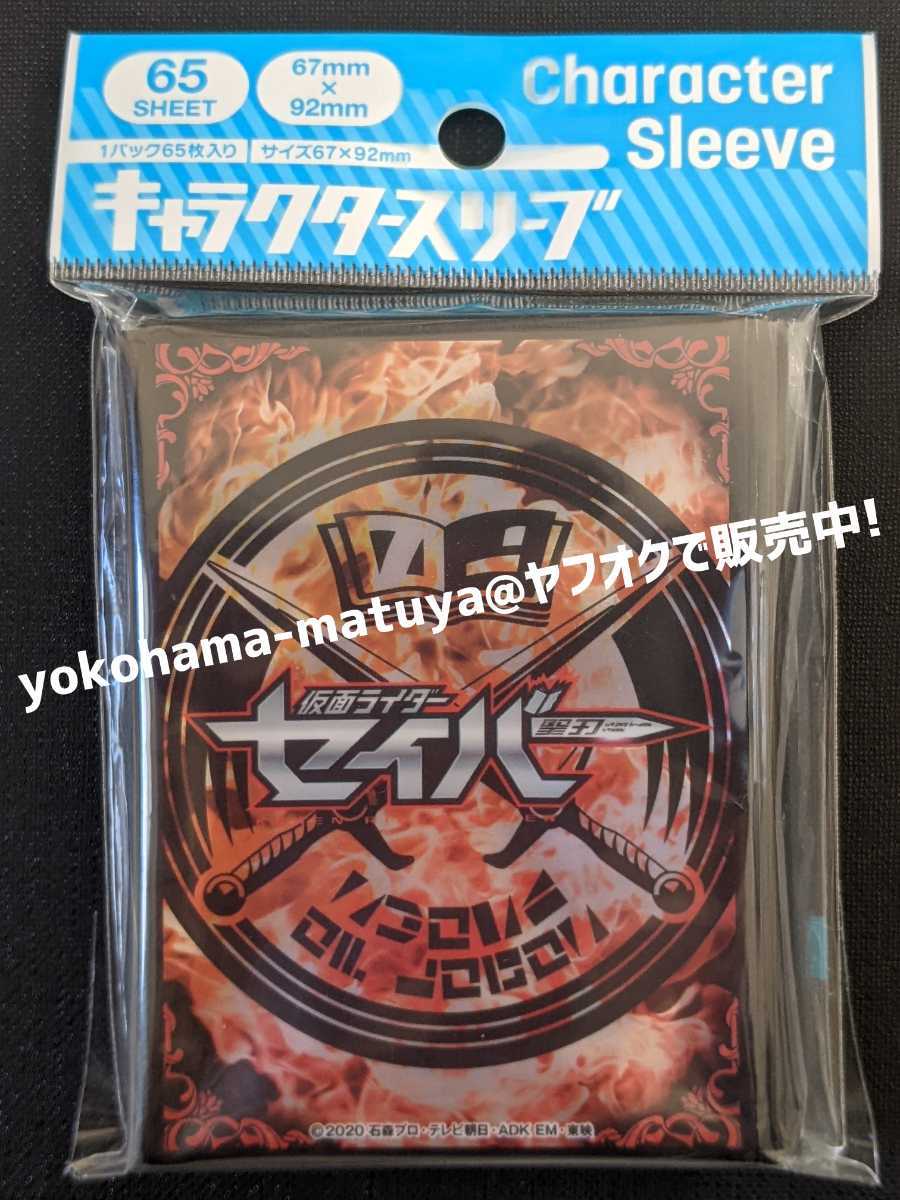 65
SHEET
67mm
×
92mm
Character
Sleeve
1パック65枚入り
サイズ67×92mm
キャラクタースリーブ
yokohama-matuya@ヤフオクで販売中!
仮面ライダー
セイバー
聖刃
©2020 石森プロ・テレビ朝日・ADK EM・東映